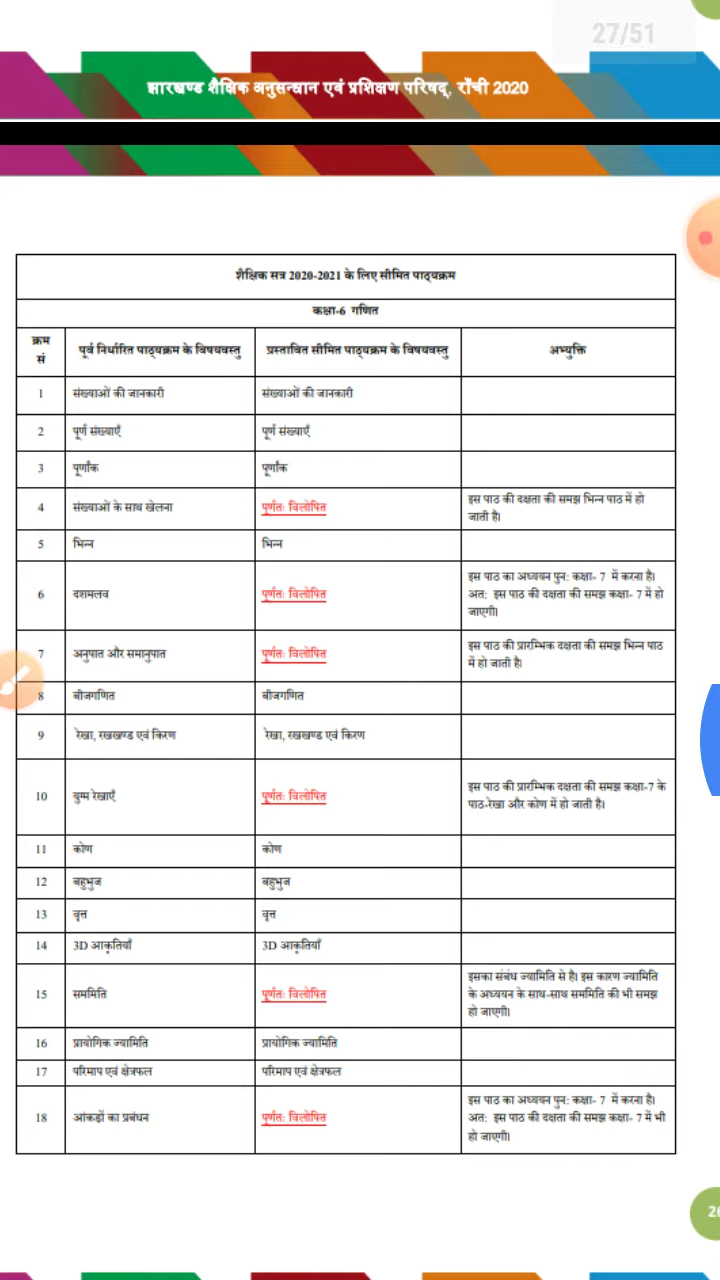 27/51
झारखण्ड शैक्षिक अनुसन्धान एवं प्रशिक्षण परिषद्, राँची 2020
शैक्षिक सत्र 2020-2021 के लिए सीमित पाठ्यक्रम
कक्षा-6 गणित
क्रम सं पूर्व निर्धारित पाठ्यक्रम के विषयवस्तु प्रस्तावित सीमित पाठ्यक्रम के विषयवस्तु अभ्युक्ति
1 संख्याओं की जानकारी संख्याओं की जानकारी
2 पूर्ण संख्याएँ पूर्ण संख्याएँ
3 पूर्णांक पूर्णांक
4 संख्याओं के साथ खेलना पूर्णतः विलोपित इस पाठ की दक्षता की समझ भिन्न पाठ में हो
जाती है।
5 भिन्न भिन्न
6 दशमलव पूर्णतः विलोपित इस पाठ का अध्ययन पुन: कक्षा- 7 में करना है।
अत: इस पाठ की दक्षता की समझ कक्षा- 7 में हो
जाएगी।
7 अनुपात और समानुपात पूर्णतः विलोपित इस पाठ की प्रारम्भिक दक्षता की समझ भिन्न पाठ
में हो जाती है।
8 बीजगणित बीजगणित
9 रेखा, रखखण्ड एवं किरण रेखा, रखखण्ड एवं किरण
10 युग्म रेखाएँ पूर्णतः विलोपित इस पाठ की प्रारम्भिक दक्षता की समझ कक्षा-7 के
पाठ-रेखा और कोण में हो जाती है।
11 कोण कोण
12 बहुभुज बहुभुज
13 वृत्त वृत्त
14 3D आकृतियाँ 3D आकृतियाँ
15 सममिति पूर्णतः विलोपित इसका संबंध ज्यामिति से है। इस कारण ज्यामिति
के अध्ययन के साथ-साथ सममिति की भी समझ
हो जाएगी।
16 प्रायोगिक ज्यामिति प्रायोगिक ज्यामिति
17 परिमाप एवं क्षेत्रफल परिमाप एवं क्षेत्रफल
18 आंकड़ों का प्रबंधन पूर्णतः विलोपित इस पाठ का अध्ययन पुन: कक्षा- 7 में करना है।
अत: इस पाठ की दक्षता की समझ कक्षा- 7 में भी
हो जाएगी।